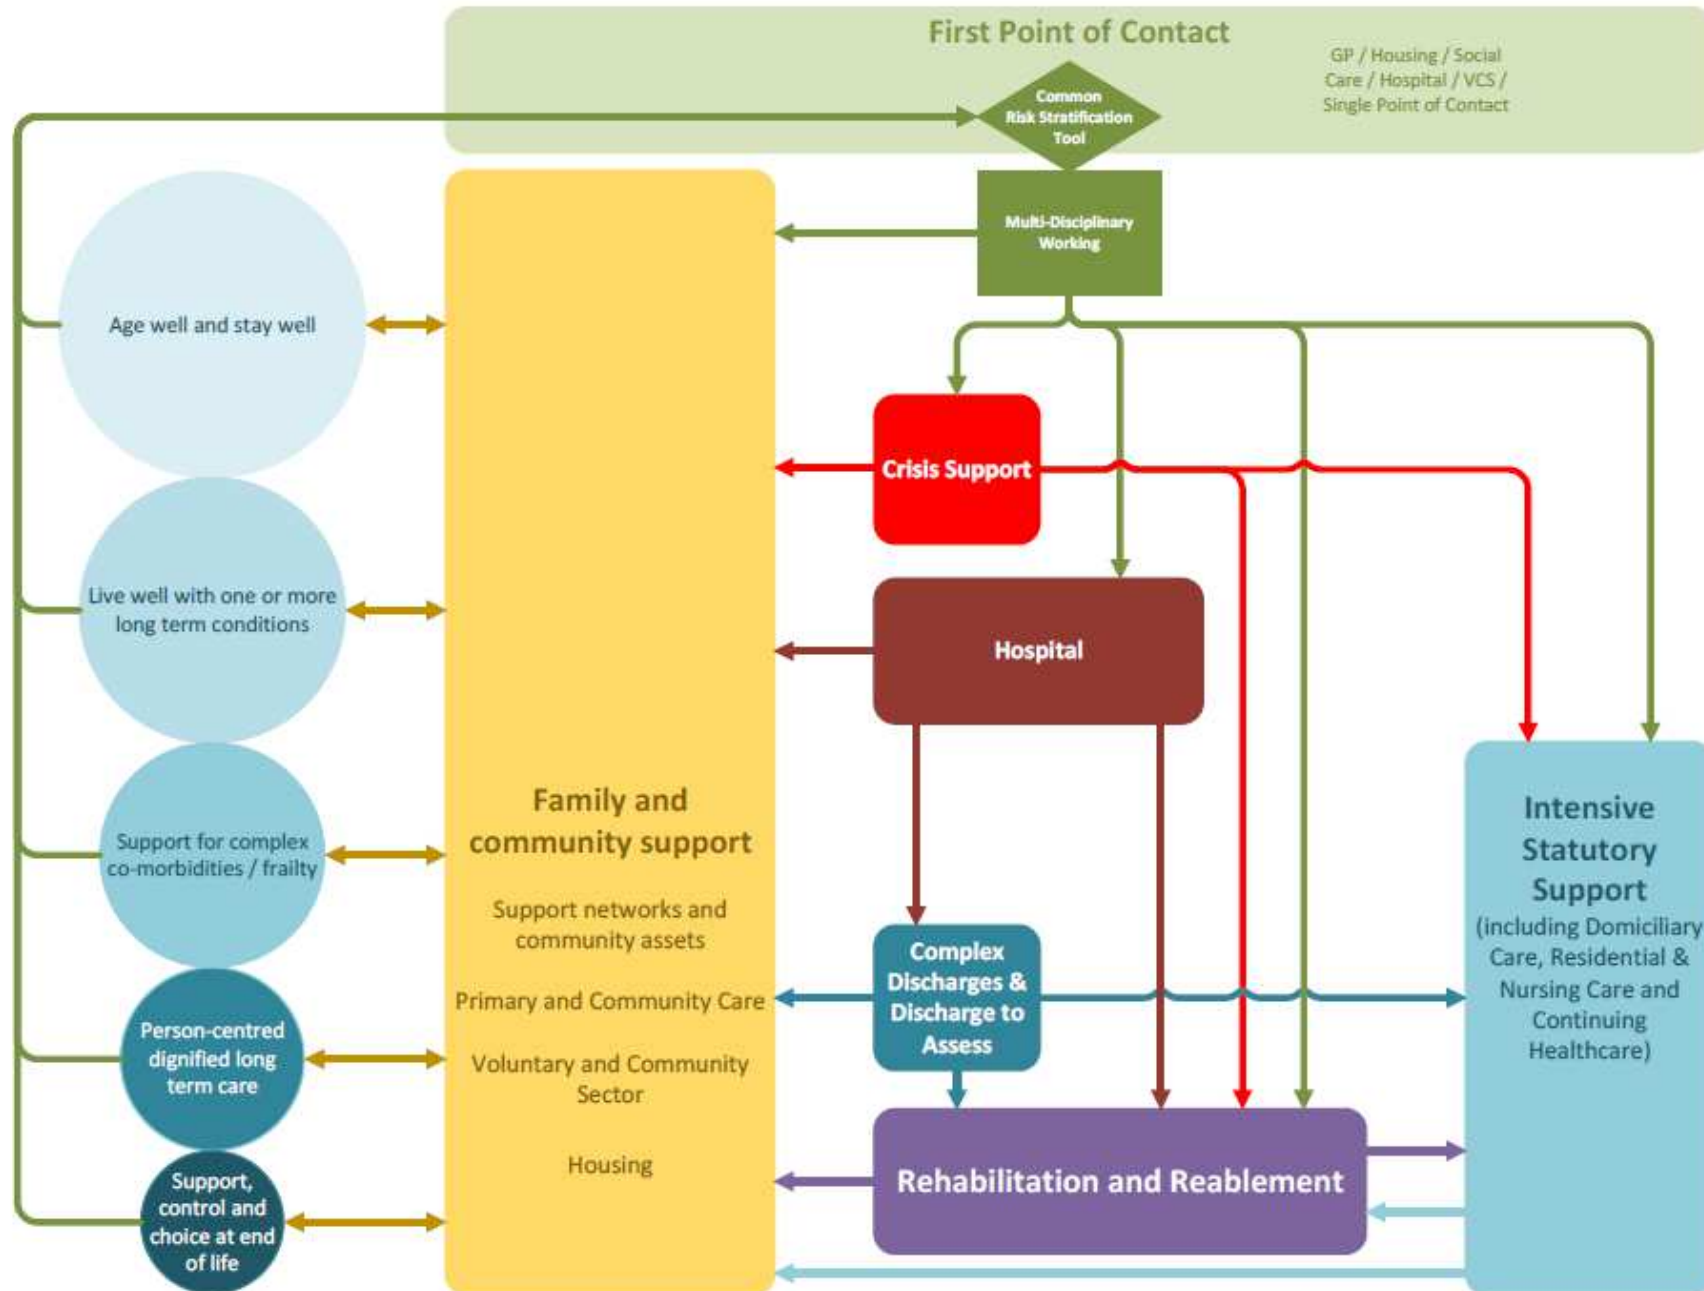 First Point of Contact
GP / Housing / Social
Care / Hospital / VCS /
Single Point of Contact
Common
Risk Stratification
Tool
Multi-Disciplinary
Working
Age well and stay well
Live well with one or more
long term conditions
Support for complex
co-morbidities / frailty
Person-centred
dignified long
term care
Support,
control and
choice at end
of life
Family and
community support
Support networks and
community assets
Primary and Community Care
Voluntary and Community
Sector
Housing
Crisis Support
Hospital
Complex
Discharges &
Discharge to
Assess
Rehabilitation and Reablement
Intensive
Statutory
Support
(including Domiciliary
Care, Residential &
Nursing Care and
Continuing
Healthcare)